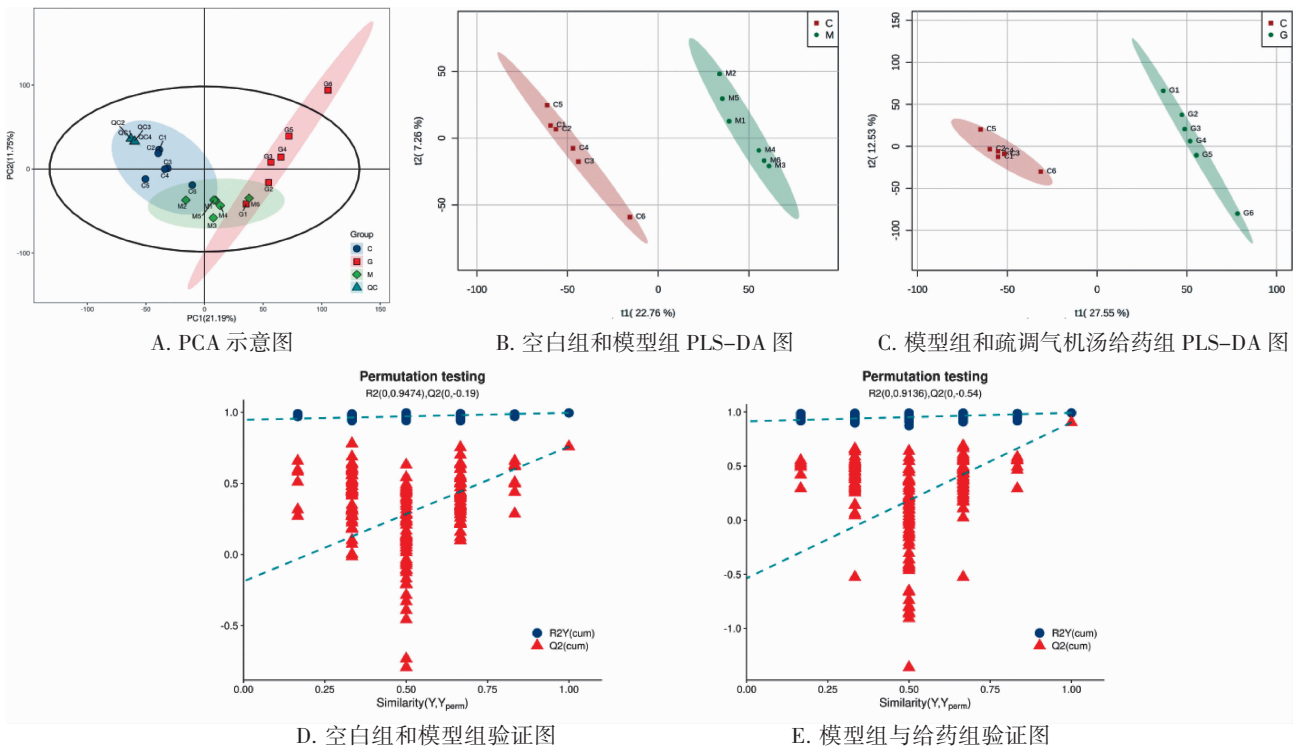 PC2(11.75%)
100
0
-100
-100
-50
0
50
100
150
PC1(21.19%)
QC2
QC3
QC1
QC4
C1
C2
C3
C4
C5
C6
G6
G5
G3
G4
G2
G1
M2
M1
M6
M5
M4
M3
Group
C
G
M
QC
A. PCA 示意图
t2( 7.26 %)
50
0
-50
-100
-50
0
50
100
t1( 22.76 %)
C
M
C5
C1
C2
C4
C3
C6
M2
M5
M1
M4
M6
M3
B. 空白组和模型组 PLS–DA 图
t2( 12.53 %)
150
100
50
0
-50
-100
-100
-50
0
50
100
t1( 27.55 %)
C
G
C5
C2
C4
C3
C1
C6
G1
G2
G3
G4
G5
G6
C. 模型组和疏调气机汤给药组 PLS–DA 图
Permutation testing
R2(0,0.9474),Q2(0,-0.19)
1.0
0.5
0.0
-0.5
R2Y(cum)
Q2(cum)
0.00
0.25
0.50
0.75
1.00
Similarity(Y,Yperm)
D. 空白组和模型组验证图
Permutation testing
R2(0,0.9136),Q2(0,-0.54)
1.0
0.5
0.0
-0.5
-1.0
R2Y(cum)
Q2(cum)
0.00
0.25
0.50
0.75
1.00
Similarity(Y,Yperm)
E. 模型组与给药组验证图